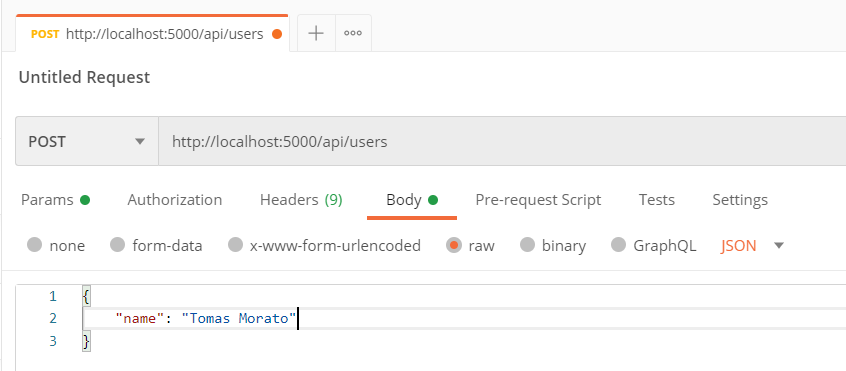 POST http://localhost:5000/api/users
Untitled Request
POST http://localhost:5000/api/users
Params Authorization Headers (9) Body Pre-request Script Tests Settings
none form-data x-www-form-urlencoded raw binary GraphQL JSON
1 {
2 "name": "Tomas Morato"
3 }